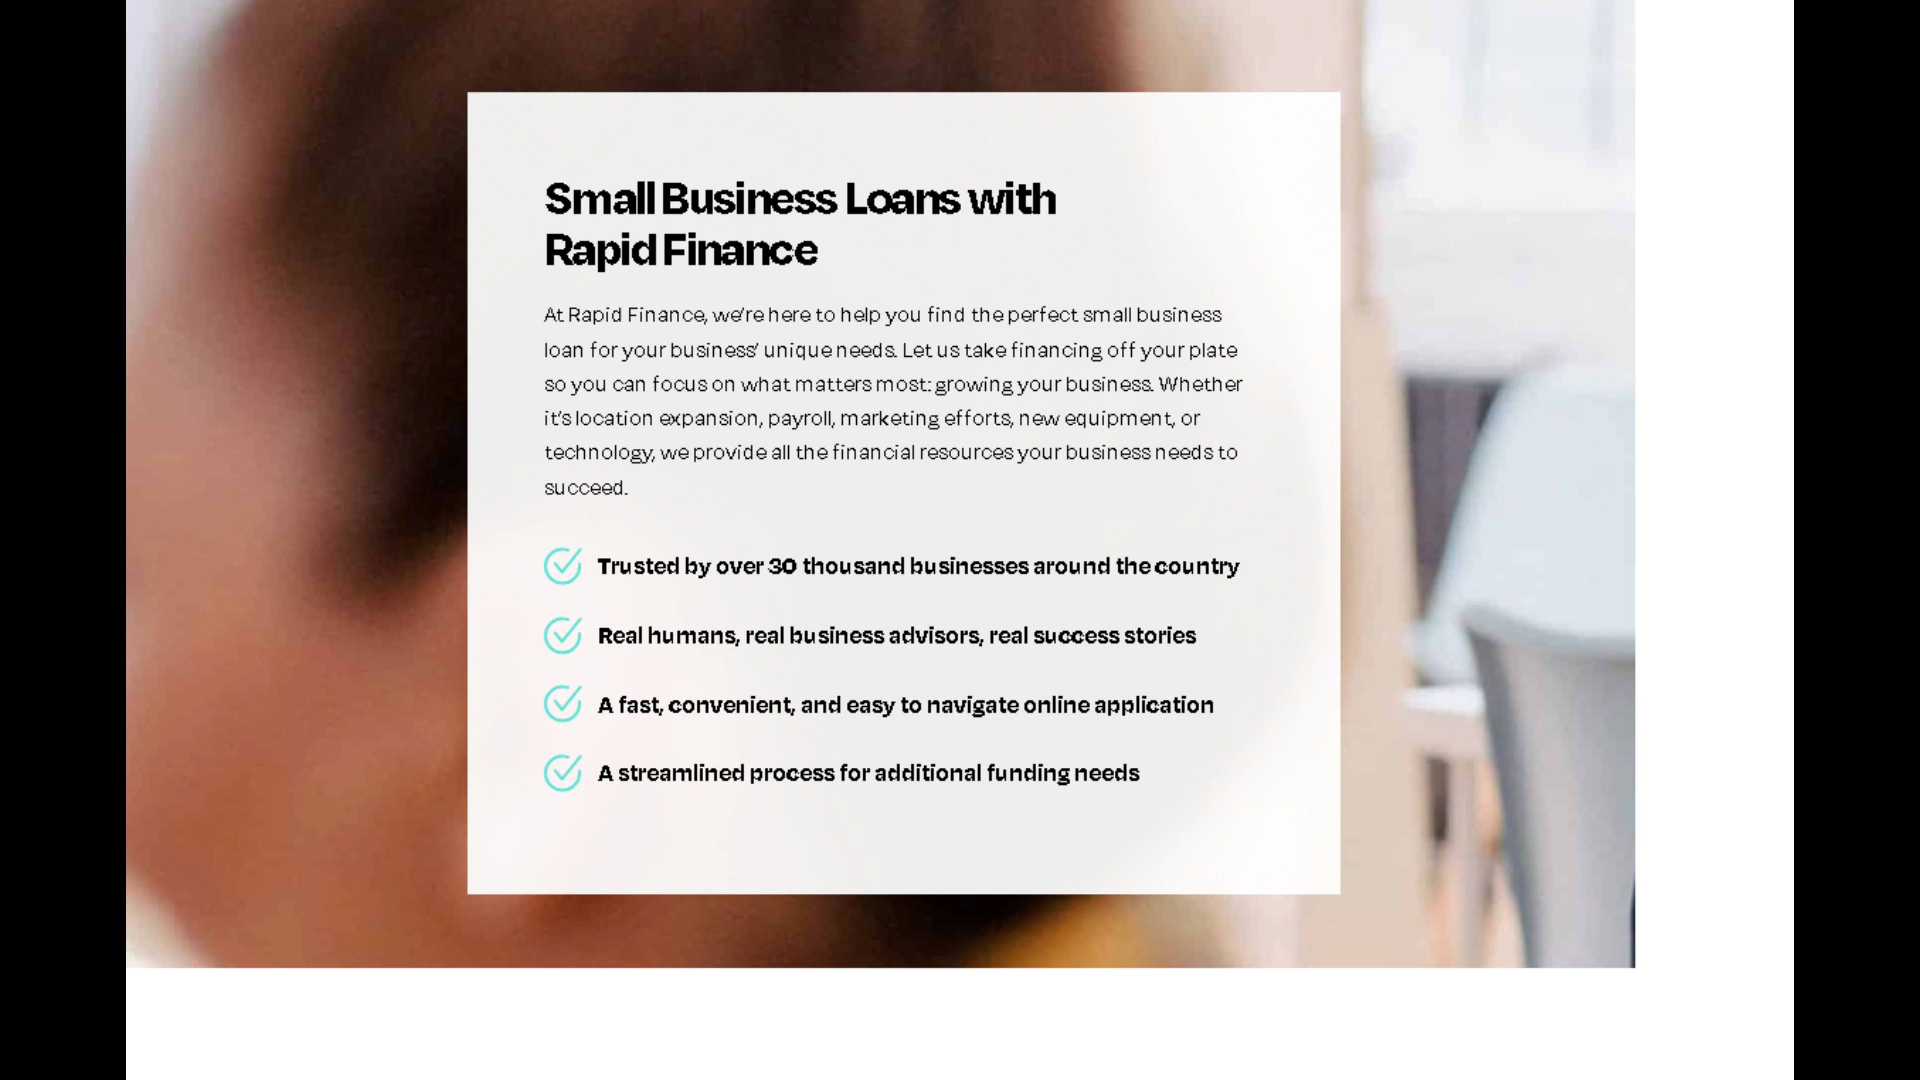 Small Business Loans with
Rapid Finance
At Rapid Finance, we're here to help you find the perfect small business
loan for your business' unique needs. Let us take financing off your plate
so you can focus on what matters most: growing your business. Whether
it's location expansion, payroll, marketing efforts, new equipment, or
technology, we provide all the financial resources your business needs to
succeed.
Trusted by over 30 thousand businesses around the country
Real humans, real business advisors, real success stories
A fast, convenient, and easy to navigate online application
A streamlined process for additional funding needs